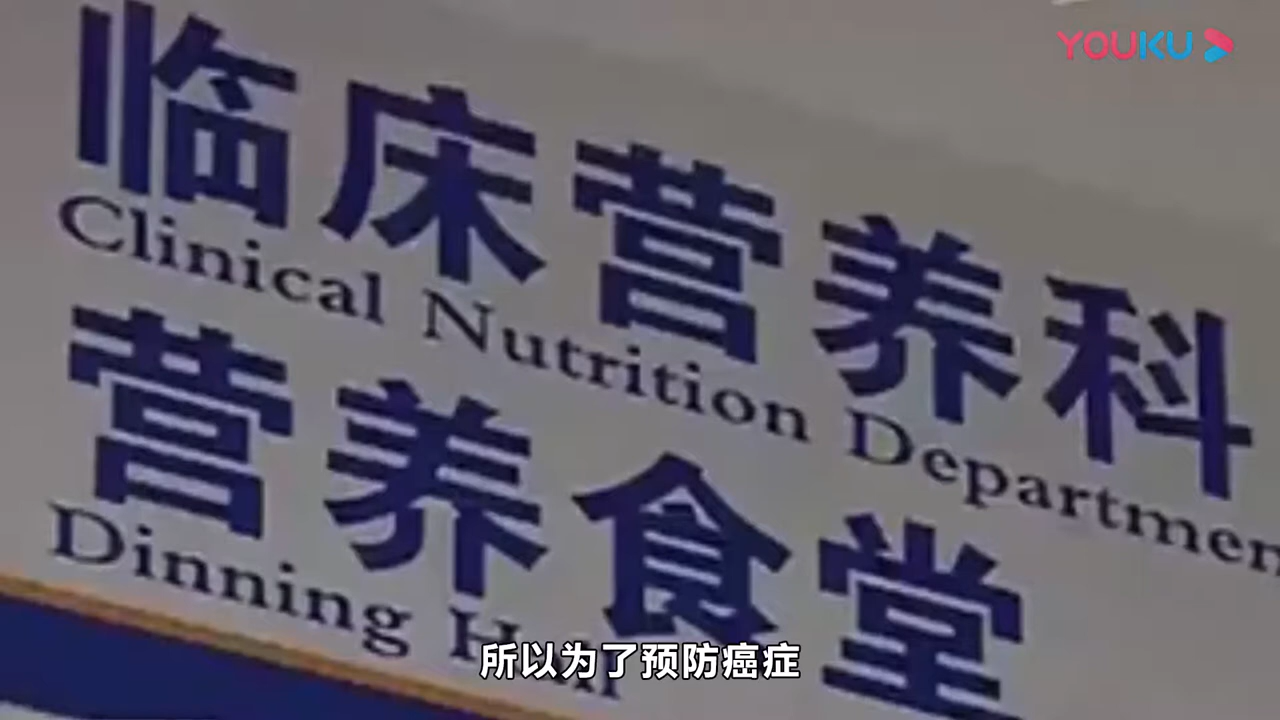 YOUKU
临床营养科
Clinical Nutrition Departmen
营养食堂
Dinning Hall
所以为了预防癌症